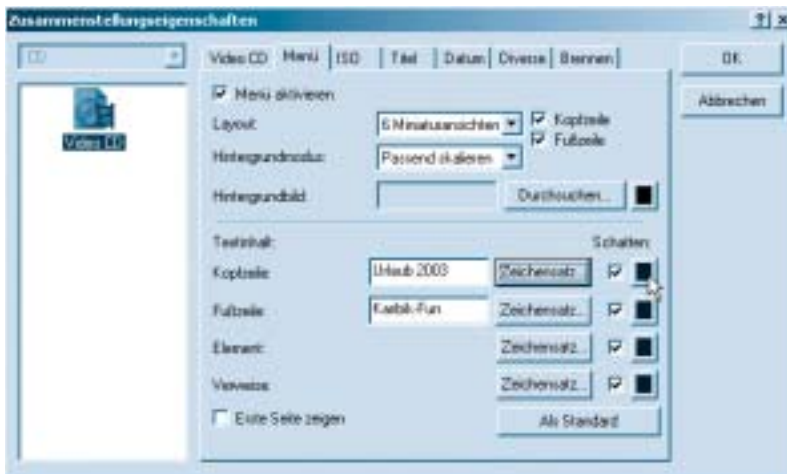 Zusammenstellungseigenschaften
CD
Video CD
Video CD Menü ISO Titel Datum Diverse Brennen
OK
Abbrechen
Menü aktivieren
Layout: 6 Miniaturansichten Kopfzeile
Fußzeile
Hintergrundmodus: Passend skalieren
Hintergrundbild: Durchsuchen...
Textinhalt: Schatten:
Kopfzeile: Urlaub 2003 Zeichensatz...
Fußzeile: Karibik-Fun Zeichensatz...
Element: Zeichensatz...
Verweise: Zeichensatz...
Erste Seite zeigen Als Standard